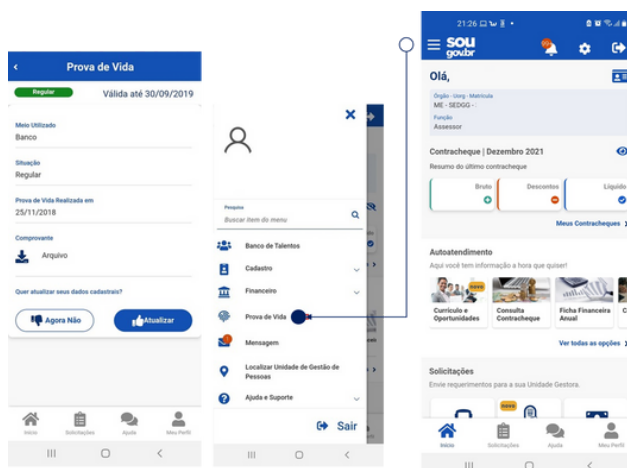 Prova de Vida
Regular
Válida até 30/09/2019
Meio Utilizado
Banco
Situação
Regular
Prova de Vida Realizada em
25/11/2018
Comprovante
Arquivo
Quer atualizar seus dados cadastrais?
Agora Não
Atualizar
Início
Solicitações
Ajuda
Meu Perfil
Pesquisa
Buscar item do menu
Banco de Talentos
Cadastro
Financeiro
Prova de Vida
Mensagem
Localizar Unidade de Gestão de
Pessoas
Ajuda e Suporte
Sair
21:26
sou
gov.br
Olá,
Órgão - Uorg - Matrícula
ME - SEDGG -
Função
Assessor
Contracheque | Dezembro 2021
Resumo do último contracheque
Bruto
Descontos
Líquido
Meus Contracheques
Autoatendimento
Aqui você tem informação a hora que quiser!
novo
Currículo e
Oportunidades
Consulta
Contracheque
Ficha Financeira
Anual
Ver todas as opções
Solicitações
Envie requerimentos para a sua Unidade Gestora.
novo
Início
Solicitações
Ajuda
Meu Perfil